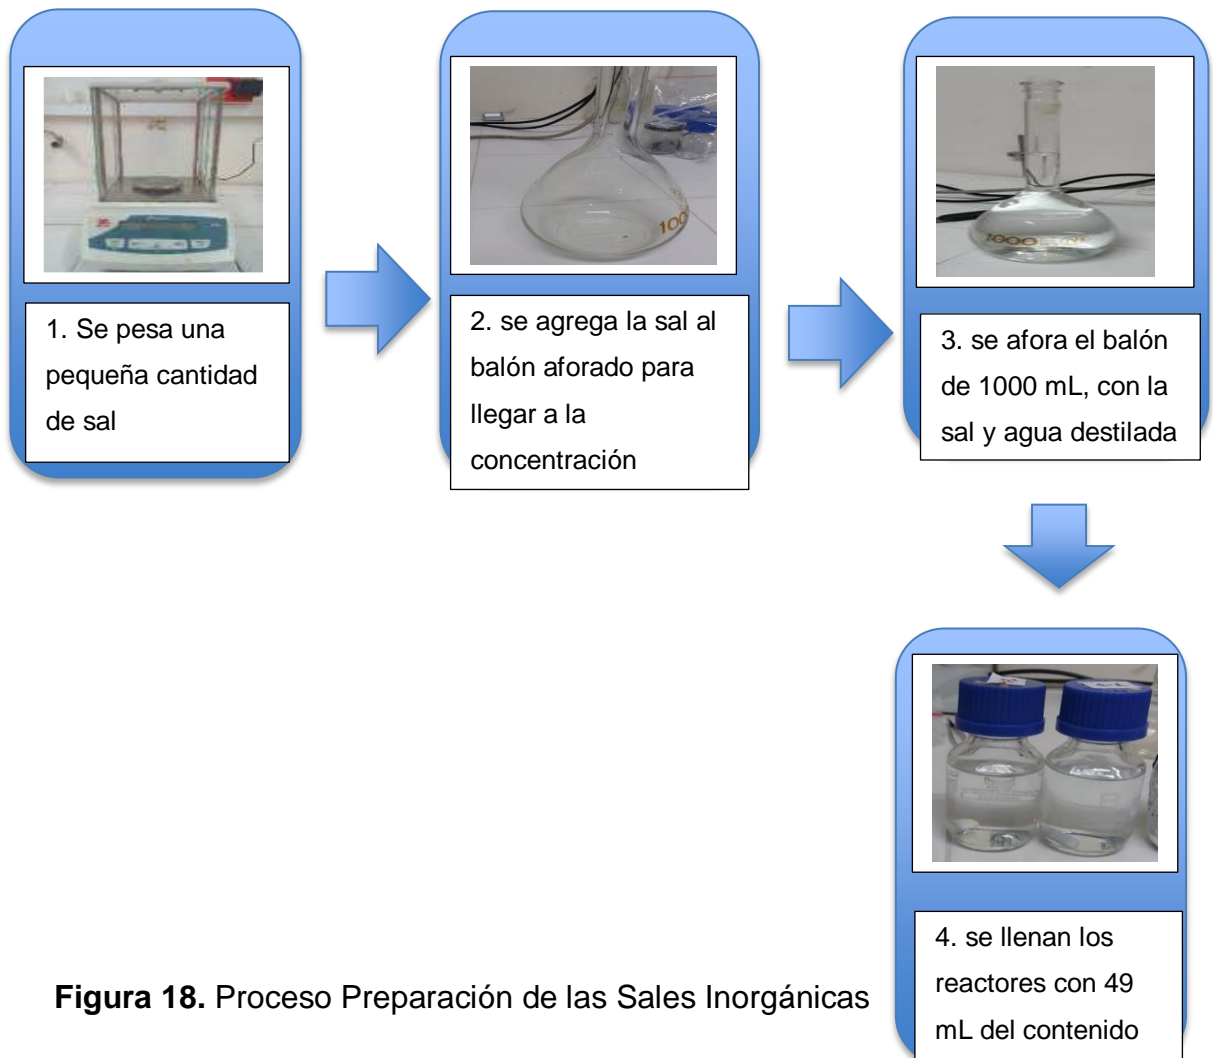 1. Se pesa una
pequeña cantidad
de sal
2. se agrega la sal al
balón aforado para
llegar a la
concentración
1000
3. se afora el balón
de 1000 mL, con la
sal y agua destilada
1000
4. se llenan los
reactores con 49
mL del contenido
Figura 18. Proceso Preparación de las Sales Inorgánicas